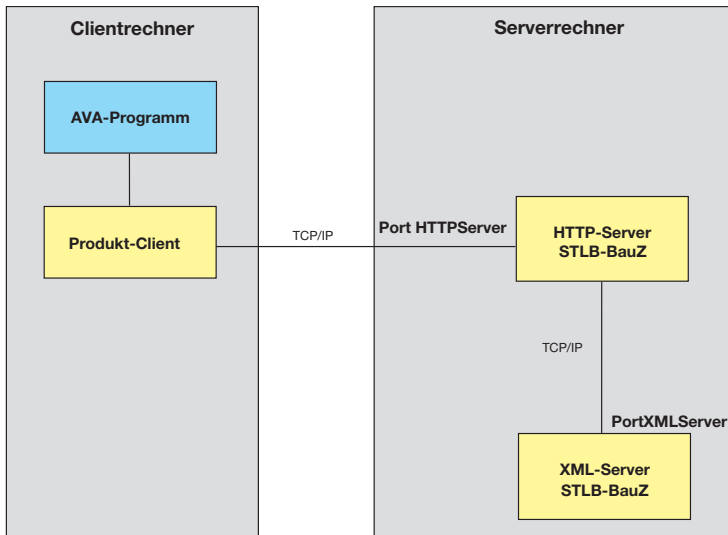 Clientrechner
Serverrechner
AVA-Programm
Produkt-Client
TCP/IP
Port HTTPServer
HTTP-Server
STLB-BauZ
TCP/IP
PortXMLServer
XML-Server
STLB-BauZ